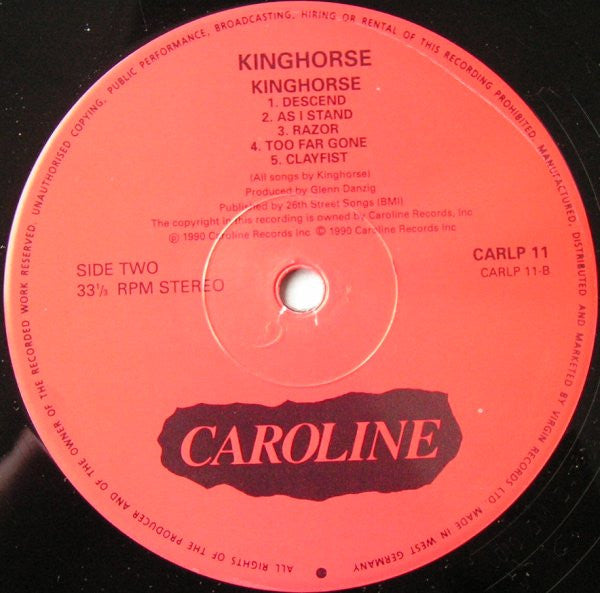 KINGHORSE
KINGHORSE
1. DESCEND
2. AS I STAND
3. RAZOR
4. TOO FAR GONE
5. CLAYFIST
(All songs by Kinghorse)
Produced by Glenn Danzig
Published by 26th Street Songs (BMI)
The copyright in this recording is owned by Caroline Records, Inc
℗ 1990 Caroline Records Inc © 1990 Caroline Records, Inc
SIDE TWO
33⅓ RPM STEREO
CARLP 11
CARLP 11-B
CAROLINE
ALL RIGHTS OF THE PRODUCER AND OF THE OWNER OF THE RECORDED WORK RESERVED. UNAUTHORISED COPYING, PUBLIC PERFORMANCE, BROADCASTING, HIRING OR RENTAL OF THIS RECORDING PROHIBITED. MANUFACTURED, DISTRIBUTED AND MARKETED BY VIRGIN RECORDS LTD. MADE IN WEST GERMANY